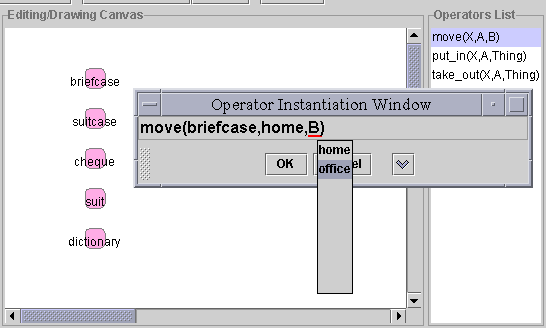 Editing/Drawing Canvas
Operators List
move(X,A,B)
put_in(X,A,Thing)
take_out(X,A,Thing)
briefcase
suitcase
cheque
suit
dictionary
Operator Instantiation Window
move(briefcase,home,B)
home
office
OK
el